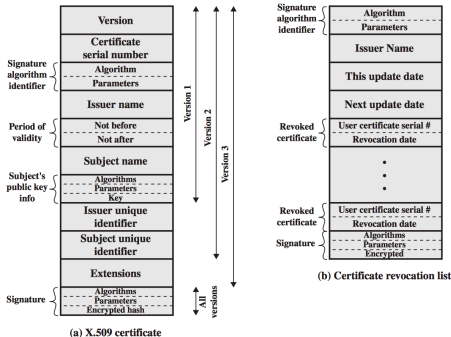 Version
Certificate
serial number
Signature
algorithm
identifier
Algorithm
Parameters
Issuer name
Period of
validity
Not before
Not after
Subject name
Subject's
public key
info
Algorithms
Parameters
Key
Issuer unique
identifier
Subject unique
identifier
Extensions
Signature
Algorithms
Parameters
Encrypted hash
Version 1
Version 2
Version 3
All
versions
(a) X.509 certificate
Signature
algorithm
identifier
Algorithm
Parameters
Issuer Name
This update date
Next update date
Revoked
certificate
User certificate serial #
Revocation date
•
•
•
Revoked
certificate
User certificate serial #
Revocation date
Signature
Algorithms
Parameters
Encrypted
(b) Certificate revocation list